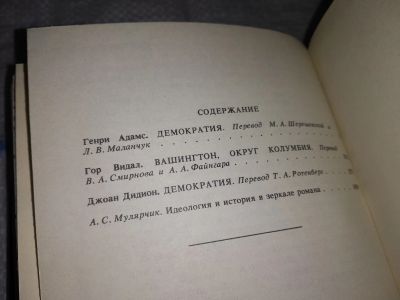 СОДЕРЖАНИЕ
Генри Адамс. ДЕМОКРАТИЯ. Перевод М. А. Шерешевской и
Л. В. Маланчук
Гор Видал. ВАШИНГТОН, ОКРУГ КОЛУМБИЯ. Перевод
В. А. Смирнова и А. А. Файнгара
Джоан Дидион. ДЕМОКРАТИЯ. Перевод Т. А. Ротенберг
А. С. Мулярчик. Идеология и история в зеркале романа